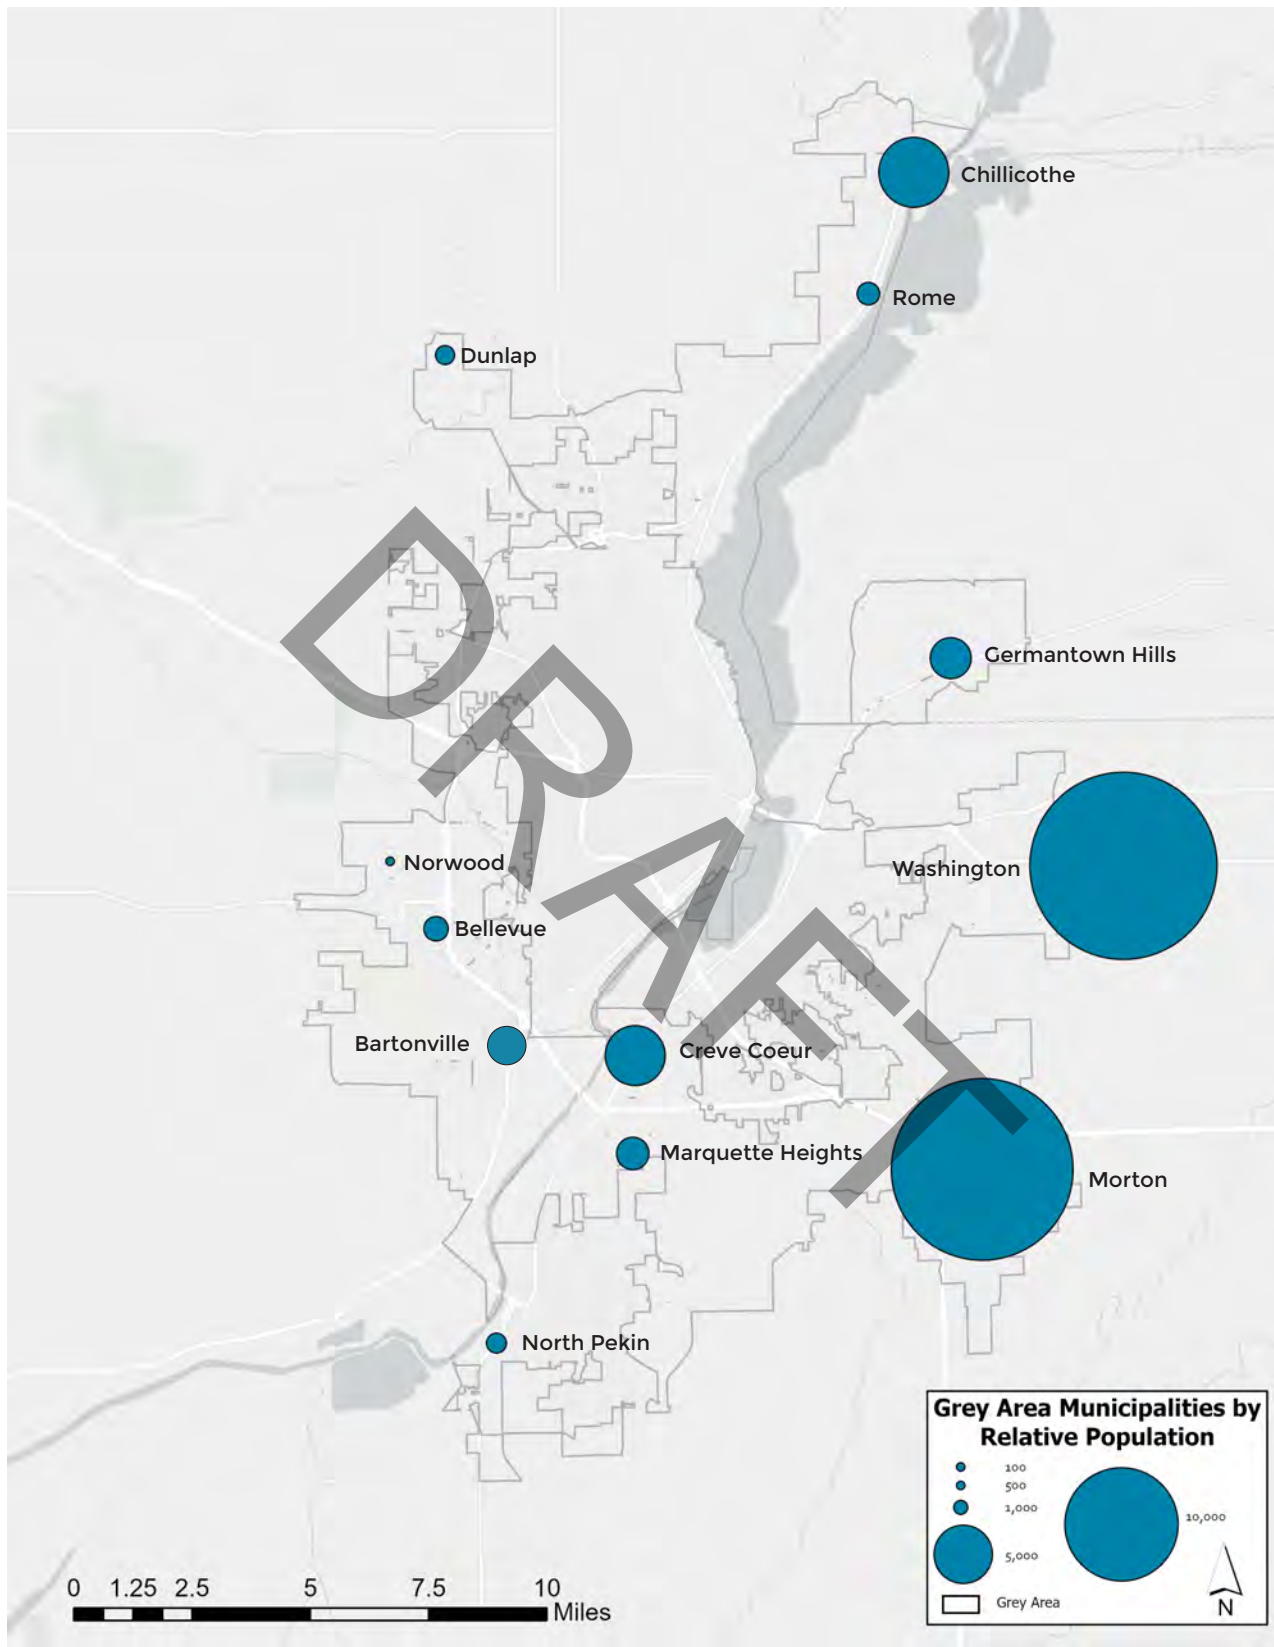 Chillicothe
Rome
Dunlap
Germantown Hills
Washington
Norwood
Bellevue
Bartonville
Creve Coeur
Marquette Heights
Morton
North Pekin
DRAFT
Grey Area Municipalities by
Relative Population
100
500
1,000
5,000
10,000
Grey Area
N
0 1.25 2.5 5 7.5 10
Miles